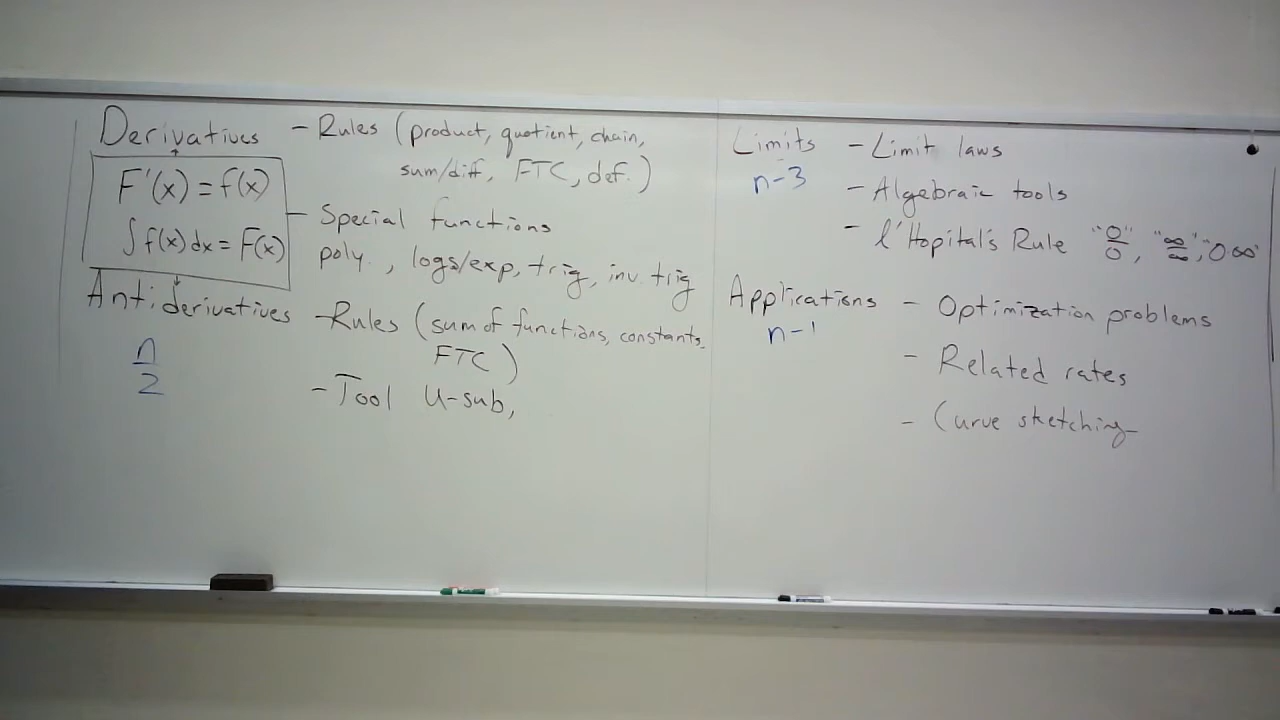 Derivatives - Rules (product, quotient, chain,
sum/diff, FTC, def.)
F'(x) = f(x)
∫f(x)dx = F(x)
- Special functions
poly., logs/exp, trig, inv. trig
Antiderivatives - Rules (sum of functions, constants,
FTC)
n/2
- Tool u-sub,
Limits - Limit laws
n-3
- Algebraic tools
- l'Hopital's Rule "0/0", "∞/∞", "0·∞"
Applications - Optimization problems
n-1
- Related rates
- Curve sketching